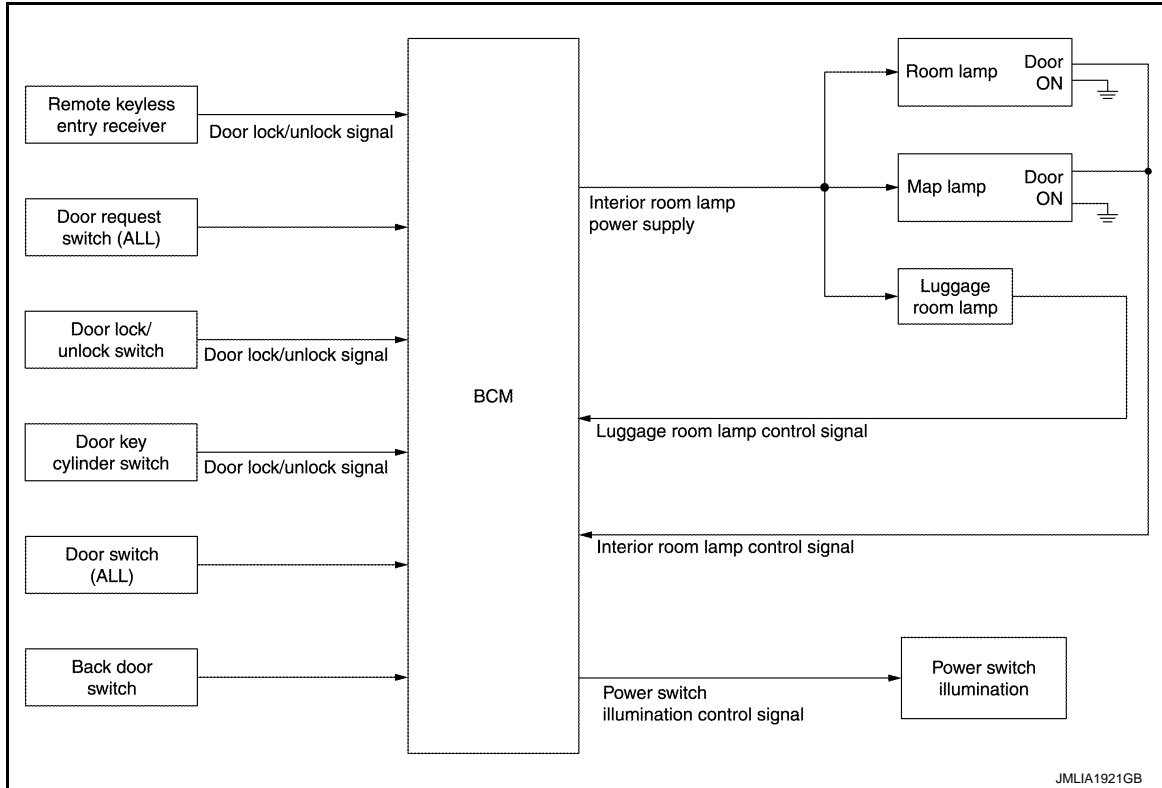 Remote keyless
entry receiver
Door lock/unlock signal
Door request
switch (ALL)
Door lock/
unlock switch
Door lock/unlock signal
Door key
cylinder switch
Door lock/unlock signal
Door switch
(ALL)
Back door
switch
BCM
Interior room lamp
power supply
Room lamp
Door
ON
Map lamp
Door
ON
Luggage
room lamp
Luggage room lamp control signal
Interior room lamp control signal
Power switch
illumination control signal
Power switch
illumination
JMLIA1921GB